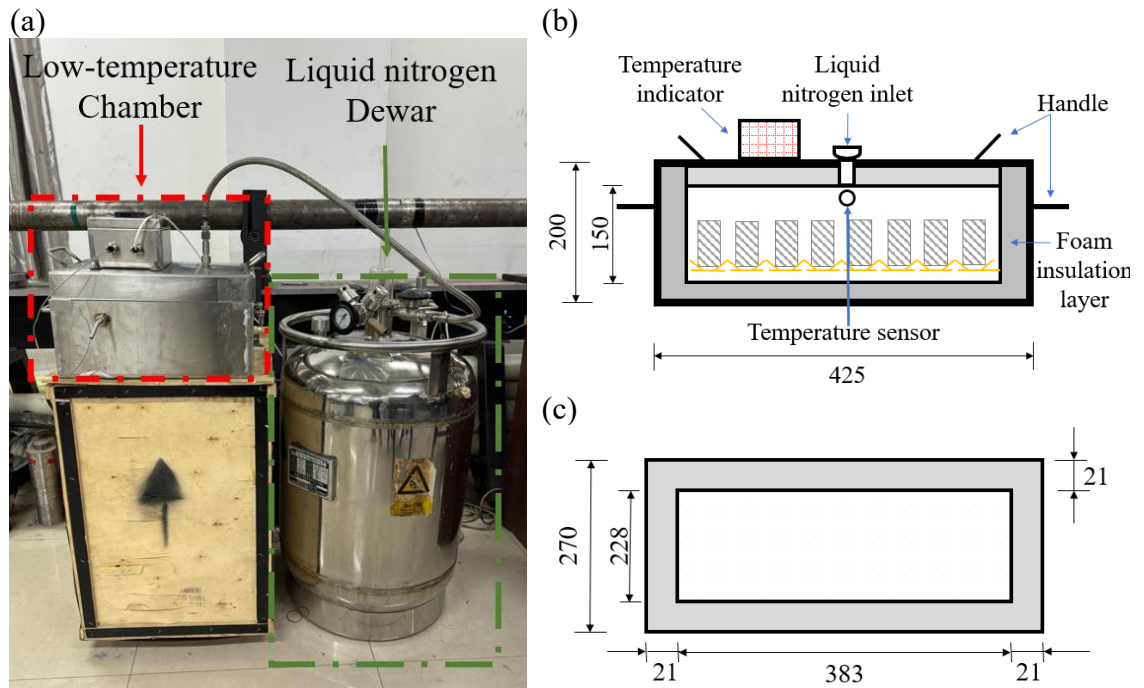 (a)
Low-temperature
Chamber
Liquid nitrogen
Dewar
(b)
Temperature
indicator
Liquid
nitrogen inlet
Handle
200
150
Foam
insulation
layer
Temperature sensor
425
(c)
21
270
228
21
383
21